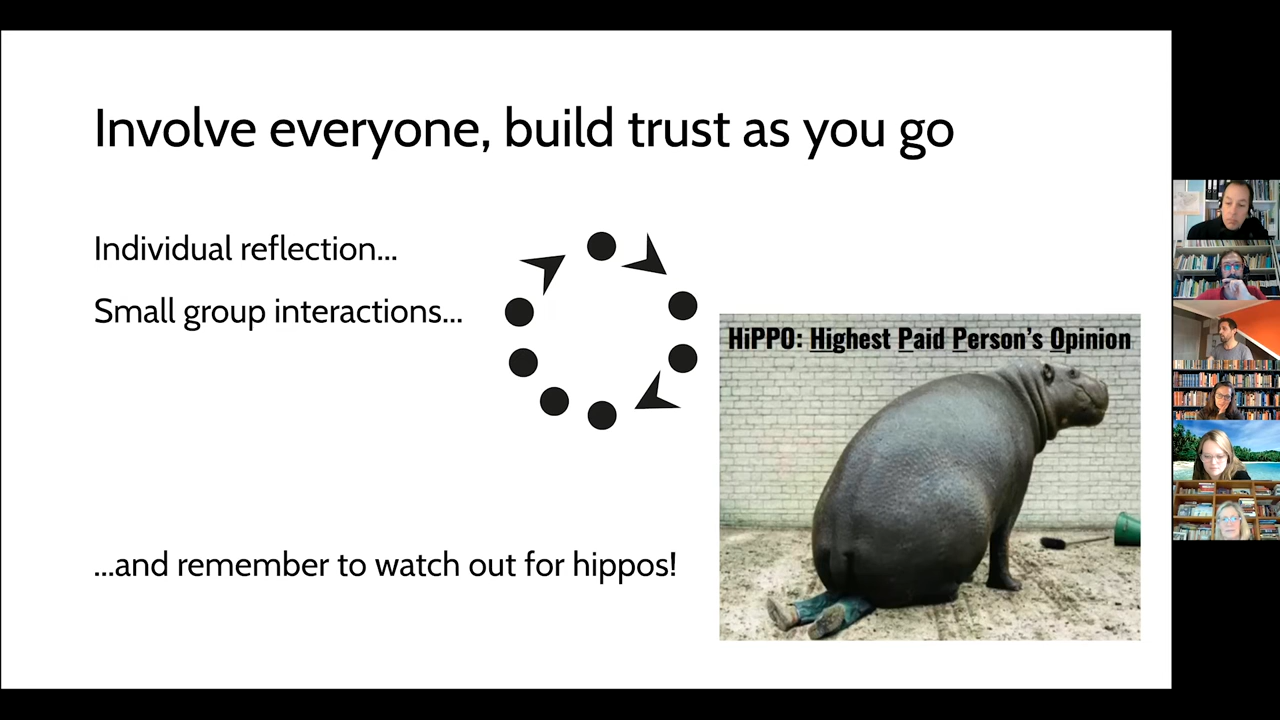 Involve everyone, build trust as you go
Individual reflection...
Small group interactions...
HiPPO: Highest Paid Person's Opinion
...and remember to watch out for hippos!